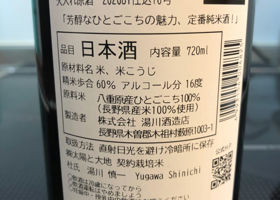 「芳醇なひとごこちの魅力、定番純米酒！」
品目 日本酒 内容量 720ml
原材料名 米、米こうじ
精米歩合 60% アルコール分 16度
八重原産ひとごこち100%
(長野県産米100%使用)
製造者 株式会社 湯川酒造店
長野県木曽郡木祖村薮原1003-1
取扱方法 直射日光を避け冷暗所に保存
㈱太陽と大地 契約栽培米
杜氏 湯川 慎一 Yugawa Shinichi